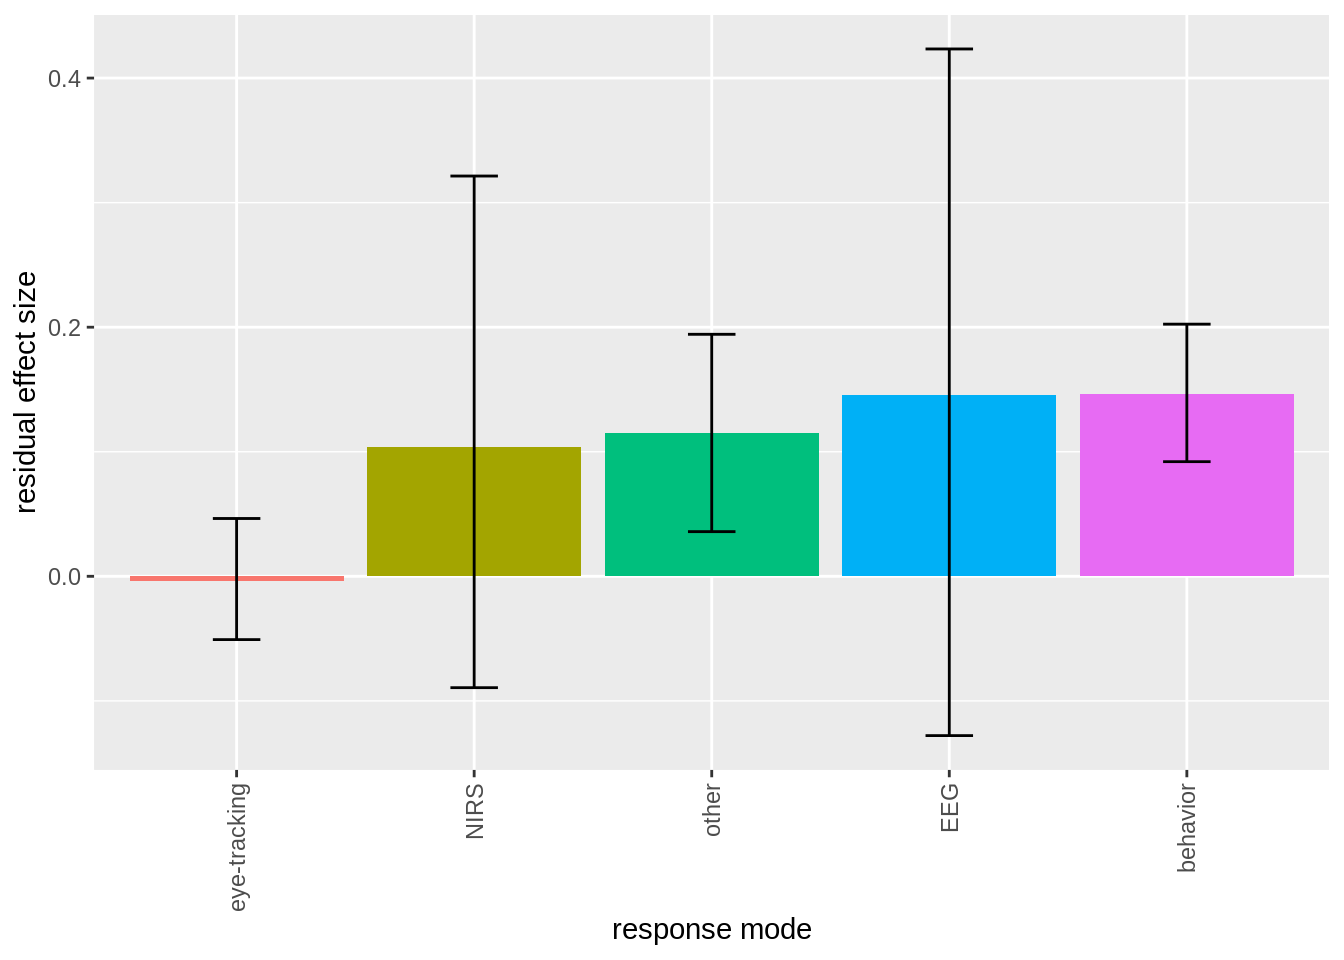 residual effect size
0.4
0.2
0.0
eye-tracking
NIRS
other
EEG
behavior
response mode